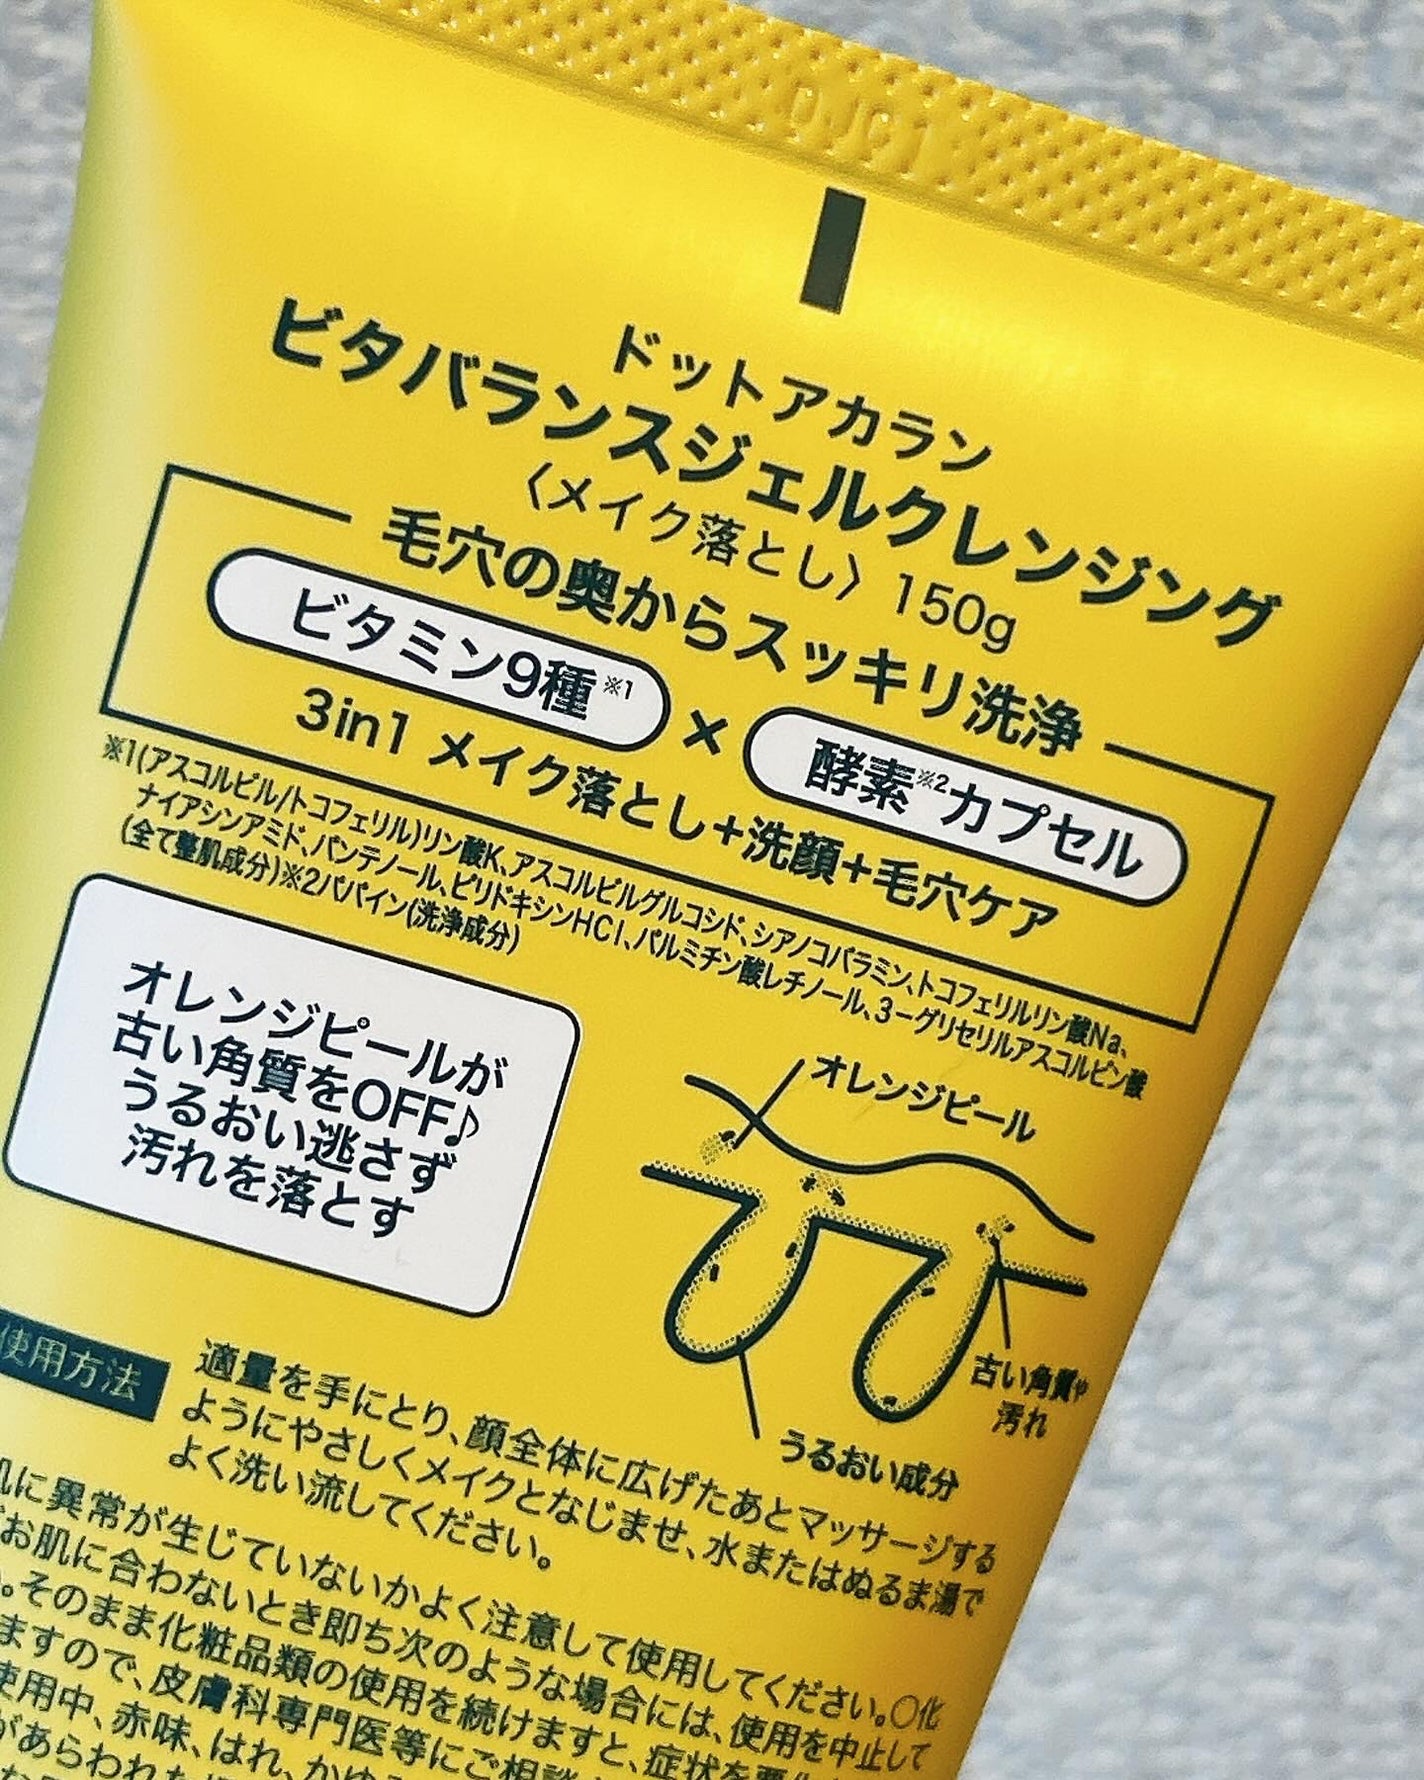 ドットアカラン
ビタバランスジェルクレンジング
〈メイク落とし〉150g
毛穴の奥からスッキリ洗浄
ビタミン9種※1 × 酵素※2カプセル
3in1 メイク落とし+洗顔+毛穴ケア
※1(アスコルビル/トコフェリル)リン酸K、アスコルビルグルコシド、シアノコバラミン、トコフェリルリン酸Na、
ナイアシンアミド、パンテノール、ピリドキシンHCl、パルミチン酸レチノール、3-グリセリルアスコルビン酸
(全て整肌成分)※2パパイン(洗浄成分)
オレンジピールが
古い角質をOFF♪
うるおい逃さず
汚れを落とす
オレンジピール
古い角質や
汚れ
うるおい成分
使用方法
適量を手にとり、顔全体に広げたあとマッサージする
ようにやさしくメイクとなじませ、水またはぬるま湯で
よく洗い流してください。
肌に異常が生じていないかよく注意して使用してください。○化
お肌に合わないとき即ち次のような場合には、使用を中止して
。そのまま化粧品類の使用を続けますと、症状を
ますので、皮膚科専門医等にご相談
使用中、赤味、はれ、かゆ
があらわれた